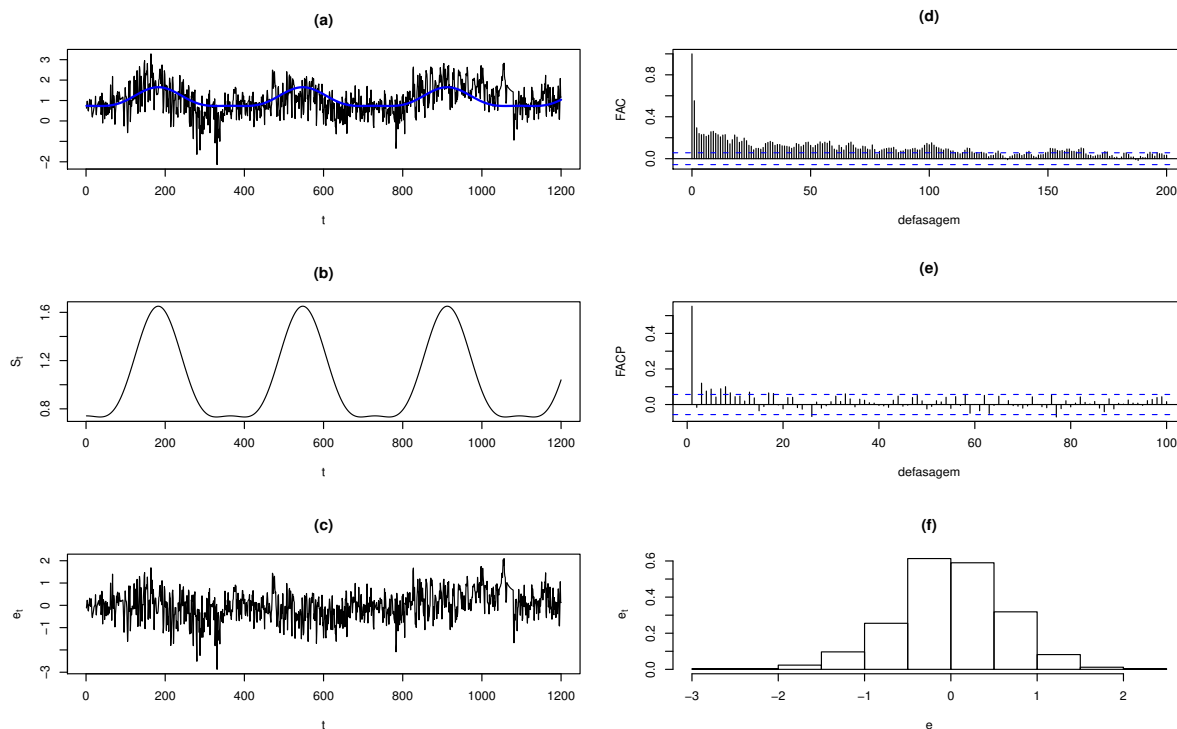 (a)
3
2
1
0
-2
0 200 400 600 800 1000 1200
t
(b)
S_t
1.6
1.2
0.8
0 200 400 600 800 1000 1200
t
(c)
e_t
2
1
0
-1
-3
0 200 400 600 800 1000 1200
t
(d)
FAC
0.8
0.4
0.0
0 50 100 150 200
defasagem
(e)
FACP
0.4
0.2
0.0
0 20 40 60 80 100
defasagem
(f)
e_t
0.6
0.4
0.2
0.0
-3 -2 -1 0 1 2
e